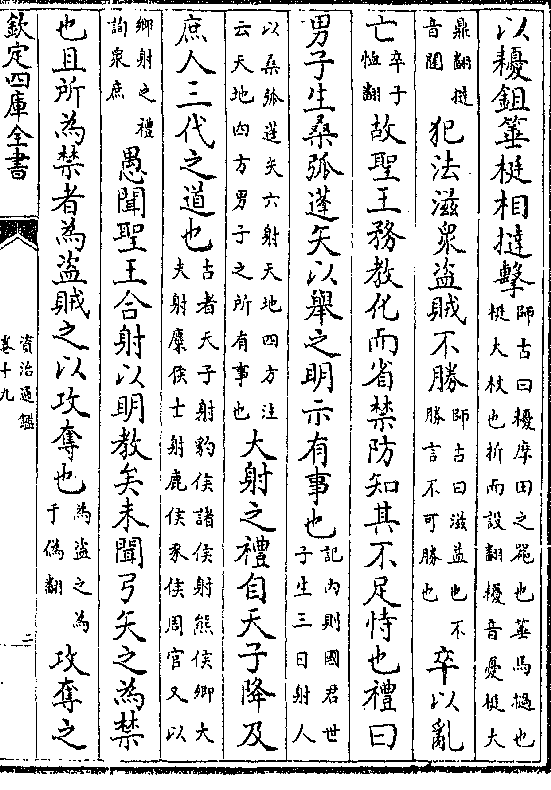 以耰鉏箠梃相撻擊師古曰耰摩田之器也箠馬撾也梃大杖也折而設翻耰音憂梃大
鼎翻撻音闥犯法滋衆盜賊不勝師古曰滋益也不勝言不可勝也卒以亂
亡卒子恤翻故聖王務教化而省禁防知其不足恃也禮曰
男子生桑弧蓬矢以舉之明示有事也記內則國君世子生三日射人
以桑弧蓬矢六射天地四方注云天地四方男子之所有事也大射之禮自天子降及
庶人三代之道也古者天子射豹侯諸侯射熊侯卿大夫射麋侯士射鹿侯豕侯周官又以
鄉射之禮詢衆庶愚聞聖王合射以明教矣未聞弓矢之為禁
也且所為禁者為盜賊之以攻奪也為盜之為于偽翻攻奪之
欽定四庫全書
資治通鑑
卷十九
二